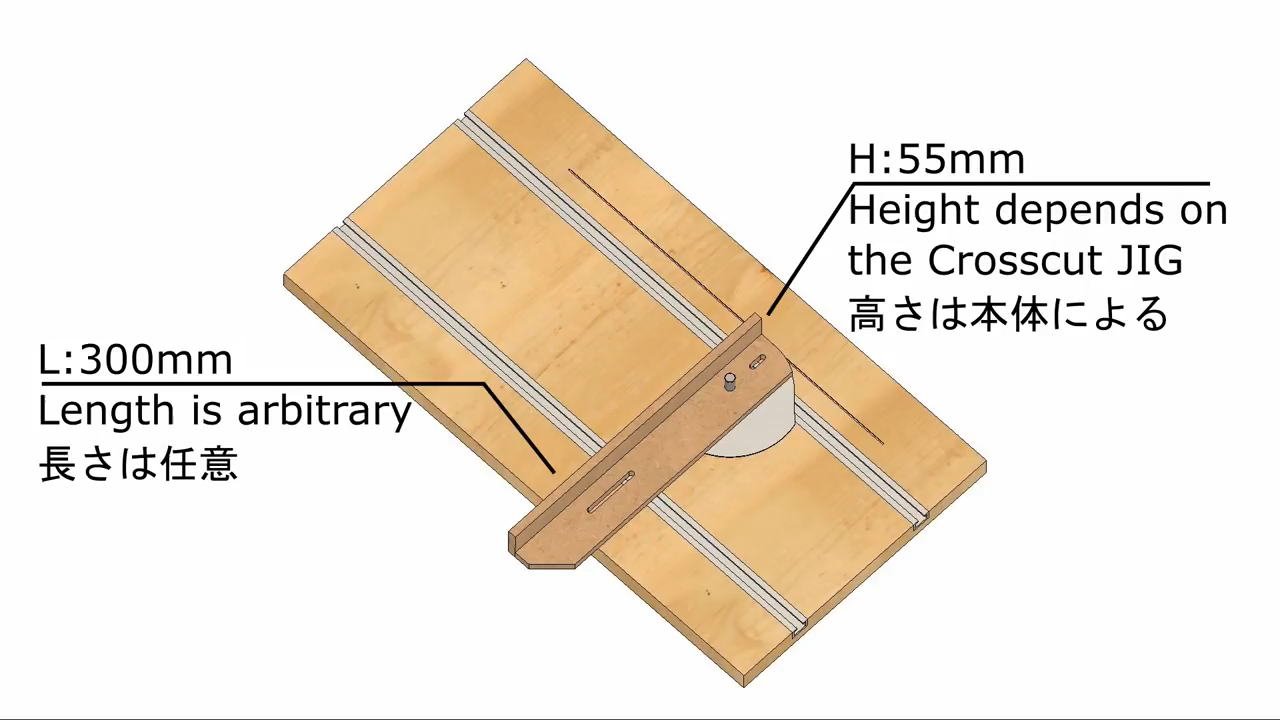 H:55mm
Height depends on
the Crosscut JIG
高さは本体による
L:300mm
Length is arbitrary
長さは任意